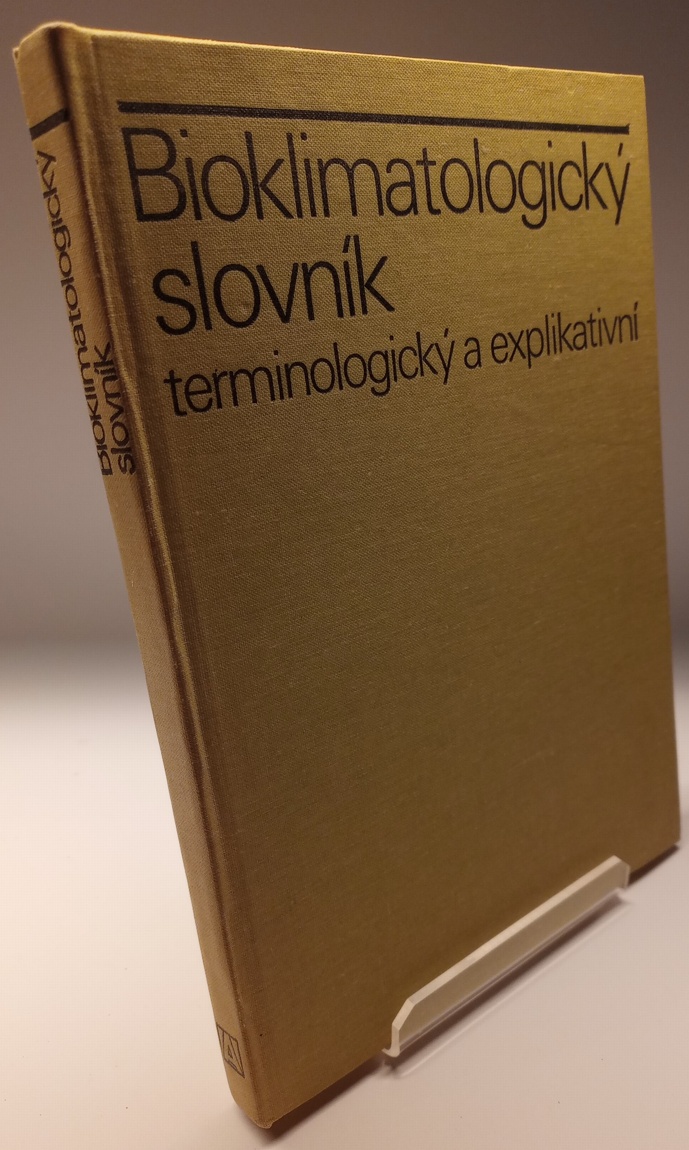 Bioklimatologický
slovník
terminologický a explikativní
Bioklimatologický
slovník